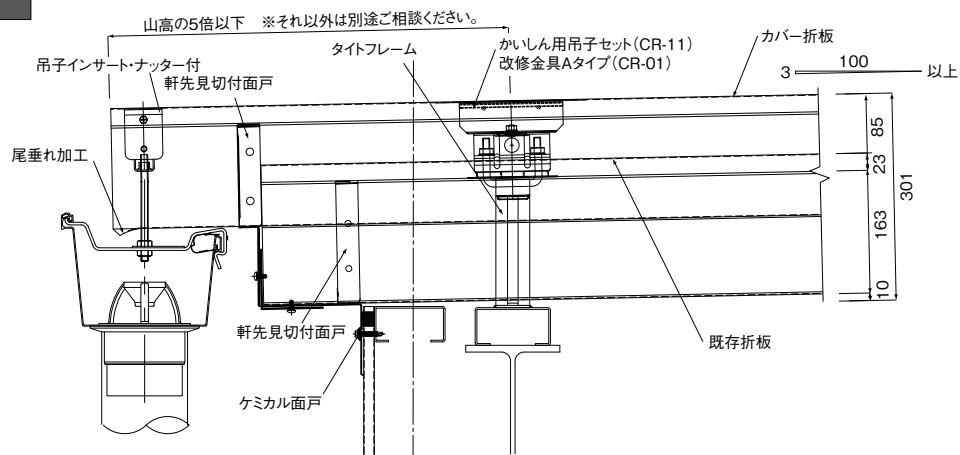 山高の5倍以下　※それ以外は別途ご相談ください。
タイトフレーム
かいしん用吊子セット(CR-11)
改修金具Aタイプ(CR-01)
カバー折板
100
3
以上
吊子インサート・ナッター付
軒先見切付面戸
尾垂れ加工
85
23
163
10
301
軒先見切付面戸
既存折板
ケミカル面戸